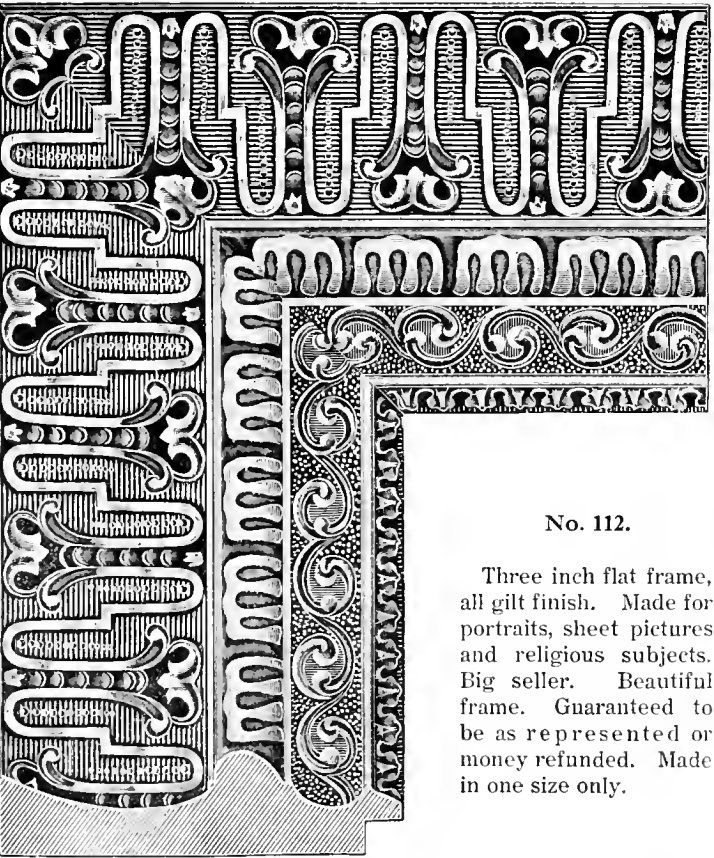 No. 112.
Three inch flat frame,
all gilt finish. Made for
portraits, sheet pictures
and religious subjects.
Big seller. Beautiful
frame. Guaranteed to
be as represented or
money refunded. Made
in one size only.